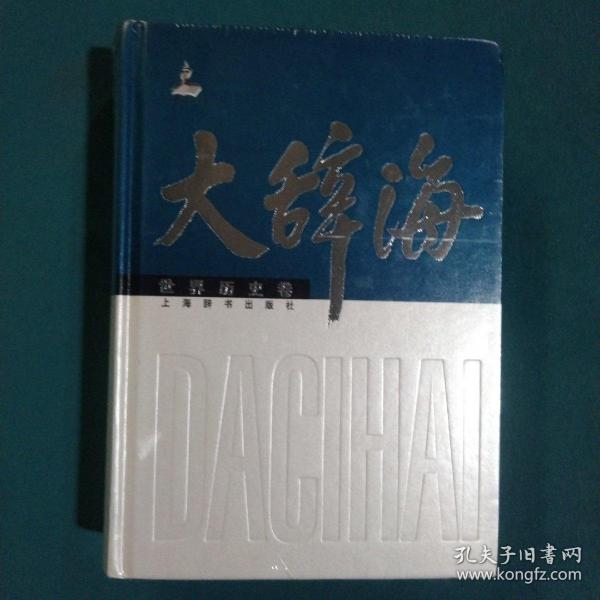 大辞海
世界历史卷
上海辞书出版社
DACIHAI
孔夫子旧书网
www.kongfz.com